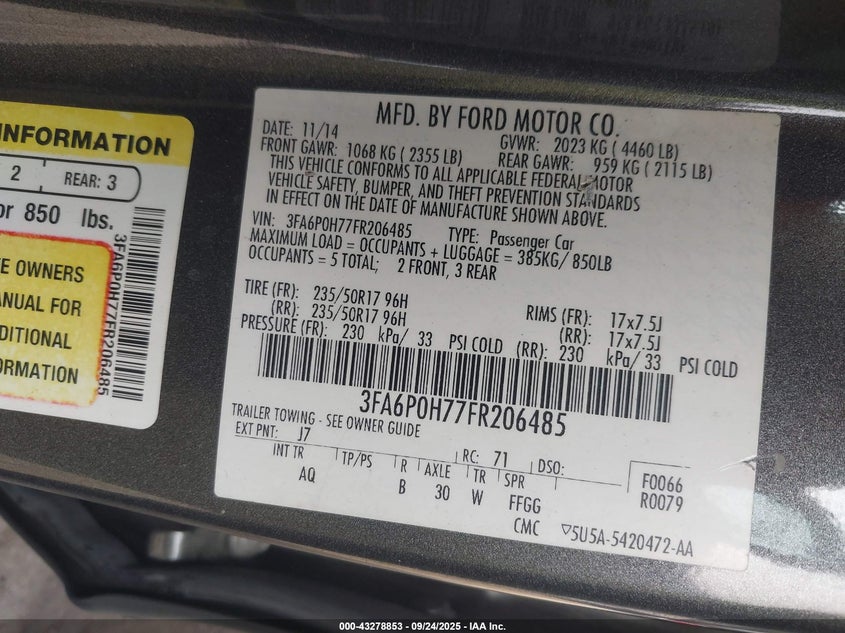 INFORMATION
2
REAR: 3
or 850 lbs.
E OWNERS
ANUAL FOR
DITIONAL
ORMATION
3FA6P0H77FR206485
MFD. BY FORD MOTOR CO.
DATE: 11/14 GVWR: 2023 KG ( 4460 LB)
FRONT GAWR: 1068 KG ( 2355 LB) REAR GAWR: 959 KG ( 2115 LB)
THIS VEHICLE CONFORMS TO ALL APPLICABLE FEDERAL MOTOR
VEHICLE SAFETY, BUMPER, AND THEFT PREVENTION STANDARDS
IN EFFECT ON THE DATE OF MANUFACTURE SHOWN ABOVE.
VIN: 3FA6P0H77FR206485 TYPE: Passenger Car
MAXIMUM LOAD = OCCUPANTS + LUGGAGE = 385KG/ 850LB
OCCUPANTS = 5 TOTAL; 2 FRONT, 3 REAR
TIRE (FR): 235/50R17 96H RIMS (FR): 17x7.5J
(RR): 235/50R17 96H (RR): 17x7.5J
PRESSURE (FR): 230 kPa/ 33 PSI COLD (RR): 230 kPa/ 33 PSI COLD
3FA6P0H77FR206485
TRAILER TOWING - SEE OWNER GUIDE
EXT PNT: J7 RC: 71 DSO:
INT TR TP/PS R AXLE TR SPR F0066
AQ B 30 W FFGG R0079
CMC ▽5U5A-5420472-AA
000-43278853 - 09/24/2025 - IAA Inc.